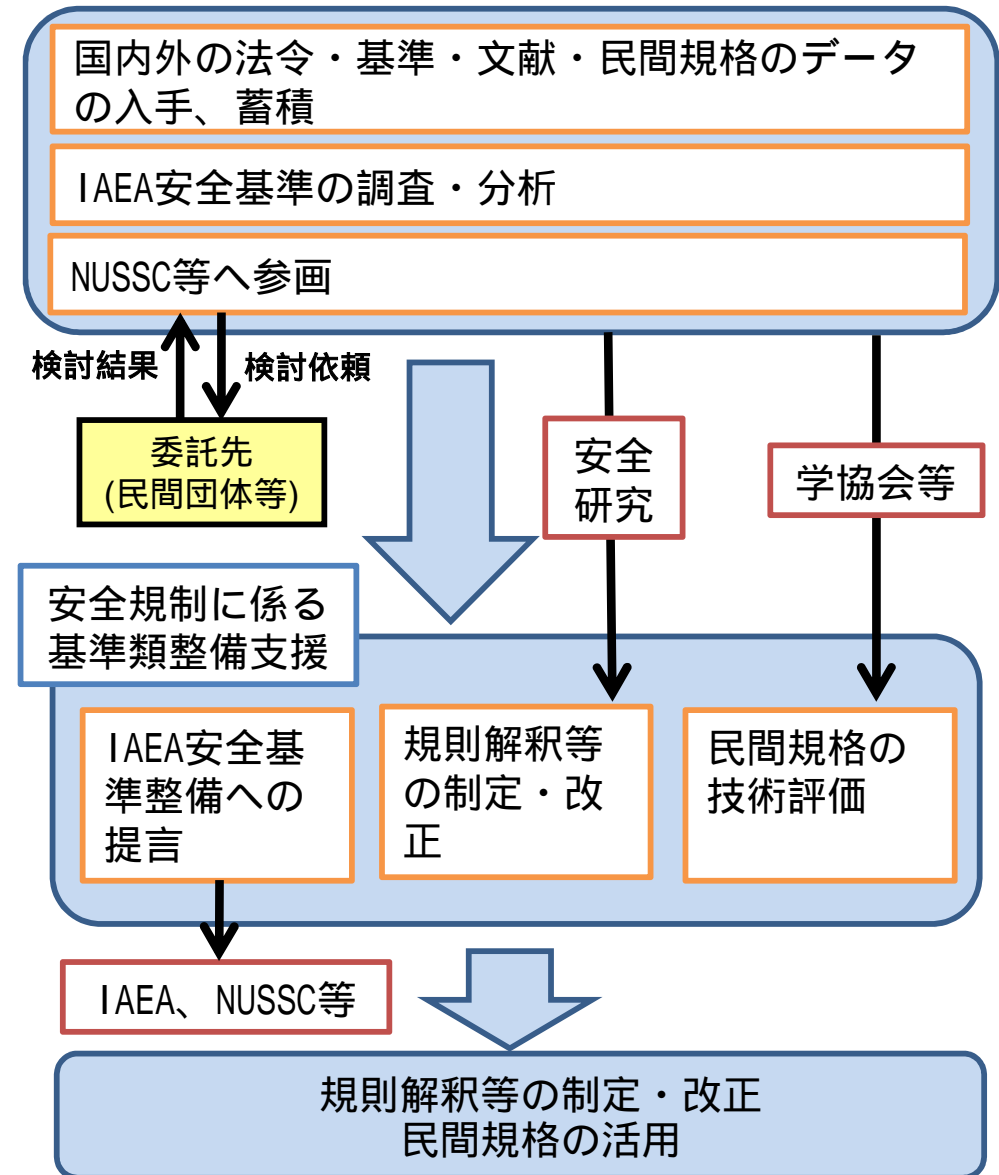 国内外の法令・基準・文献・民間規格のデータ
の入手、蓄積
IAEA安全基準の調査・分析
NUSSC等へ参画
検討結果
検討依頼
委託先
(民間団体等)
安全
研究
学協会等
安全規制に係る
基準類整備支援
IAEA安全基
準整備への
提言
規則解釈等
の制定・改
正
民間規格の
技術評価
IAEA、NUSSC等
規則解釈等の制定・改正
民間規格の活用